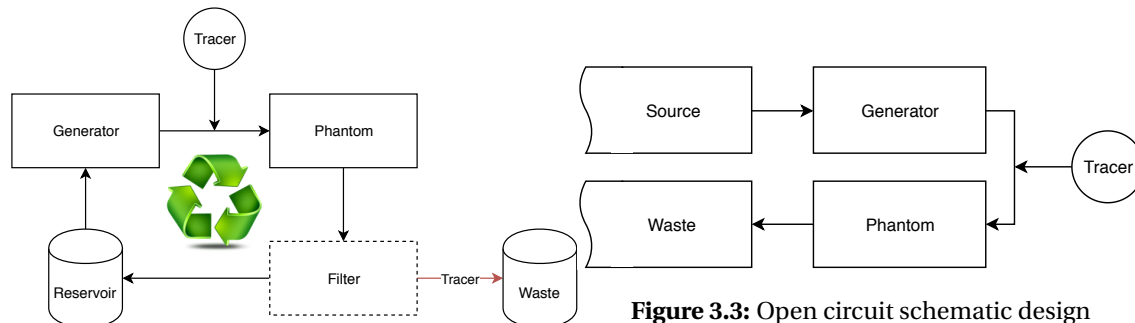 Tracer
Generator
Phantom
Reservoir
Filter
Tracer
Waste
Source
Generator
Tracer
Waste
Phantom
Figure 3.3: Open circuit schematic design